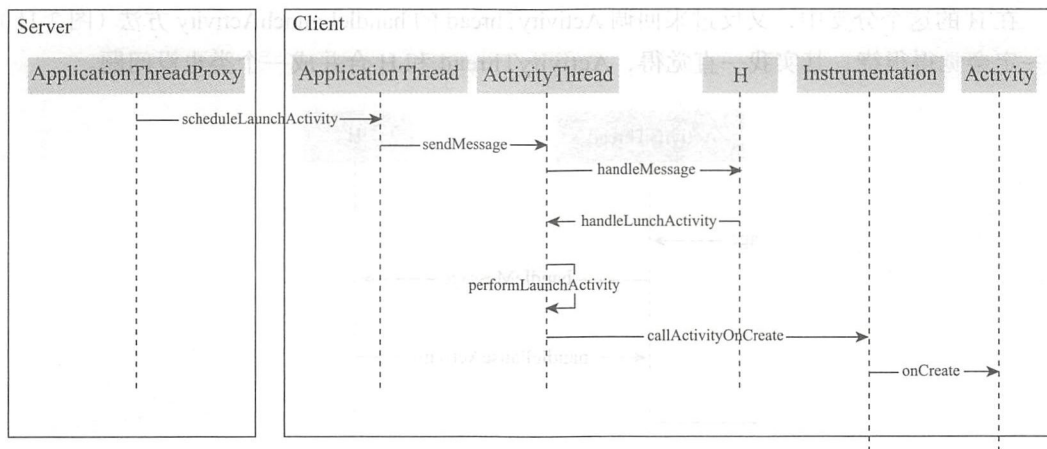 Server
Client
ApplicationThreadProxy
ApplicationThread
ActivityThread
H
Instrumentation
Activity
scheduleLaunchActivity
sendMessage
handleMessage
handleLunchActivity
performLaunchActivity
callActivityOnCreate
onCreate